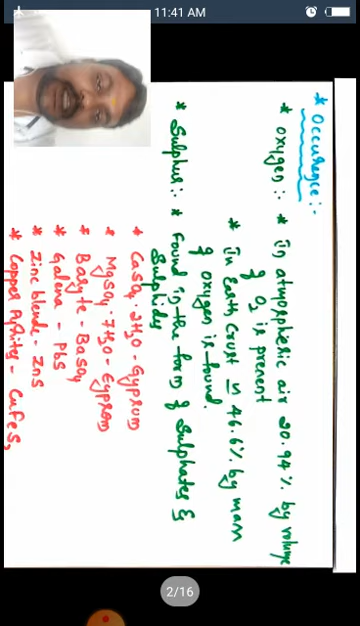 11:41 AM
* Occurence :-
* Oxygen :- * In atmospheric air 20.94% by volume
of O₂ is present
* In Earth Crust ≃ 46.6% by mass
of oxygen is found.
* Sulphur :- * Found in the form of Sulphates &
Sulphides
* CaSO₄·2H₂O - Gypsum
* MgSO₄·7H₂O - Epsom
* Baryte - BaSO₄
* Galena - PbS
* Zinc blende - ZnS
* Copper Pyrites - CuFeS₂
2/16